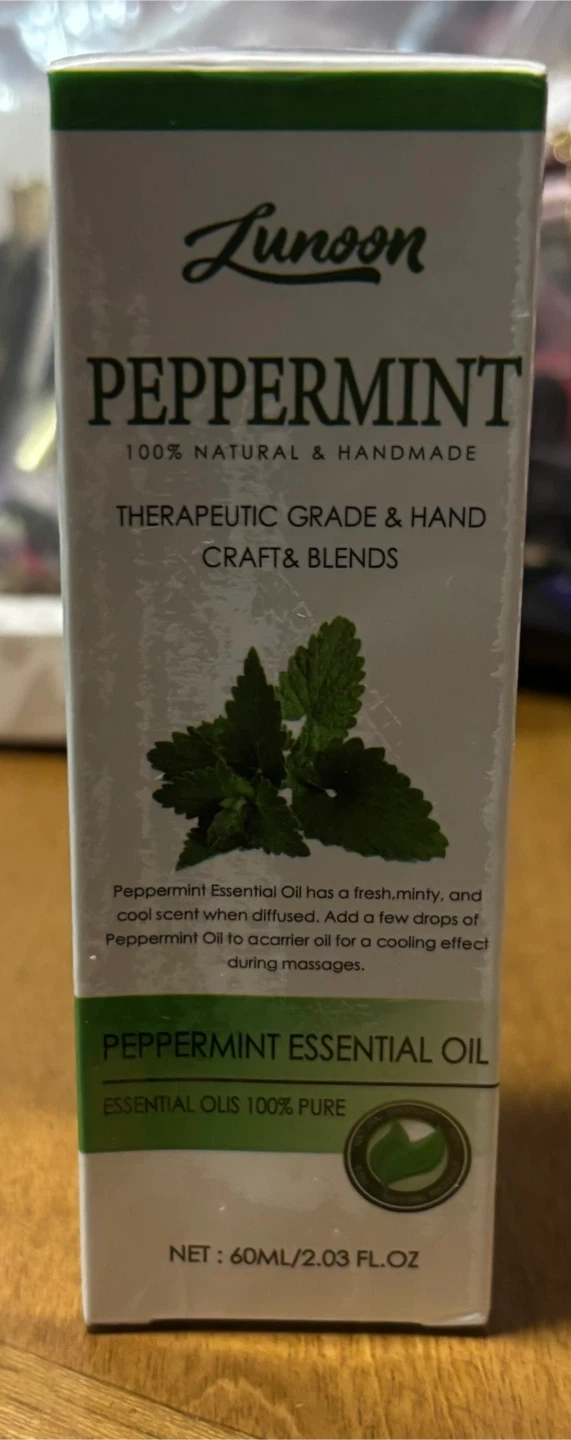 Lunoon
PEPPERMINT
100% NATURAL & HANDMADE
THERAPEUTIC GRADE & HAND
CRAFT& BLENDS
Peppermint Essential Oil has a fresh,minty, and
cool scent when diffused. Add a few drops of
Peppermint Oil to acarrier oil for a cooling effect
during massages.
PEPPERMINT ESSENTIAL OIL
ESSENTIAL OLIS 100% PURE
NET : 60ML/2.03 FL.OZ